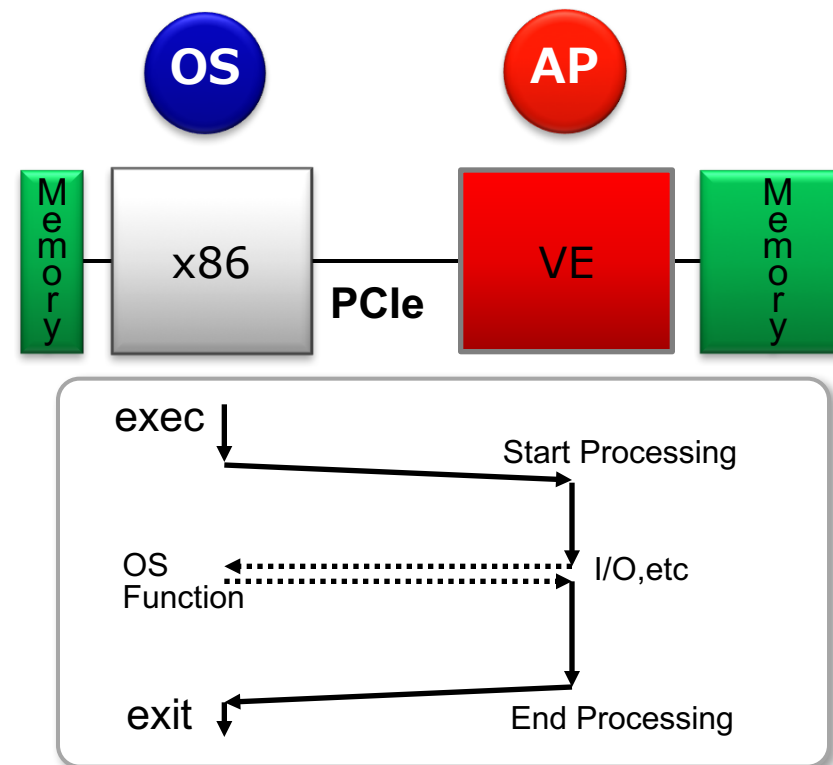 OS
AP
Memory
x86
PCIe
VE
Memory
exec
Start Processing
OS
Function
I/O,etc
exit
End Processing